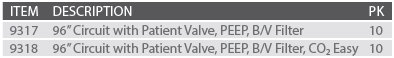 ITEM DESCRIPTION PK
9317 96” Circuit with Patient Valve, PEEP, B/V Filter 10
9318 96” Circuit with Patient Valve, PEEP, B/V Filter, CO₂ Easy 10